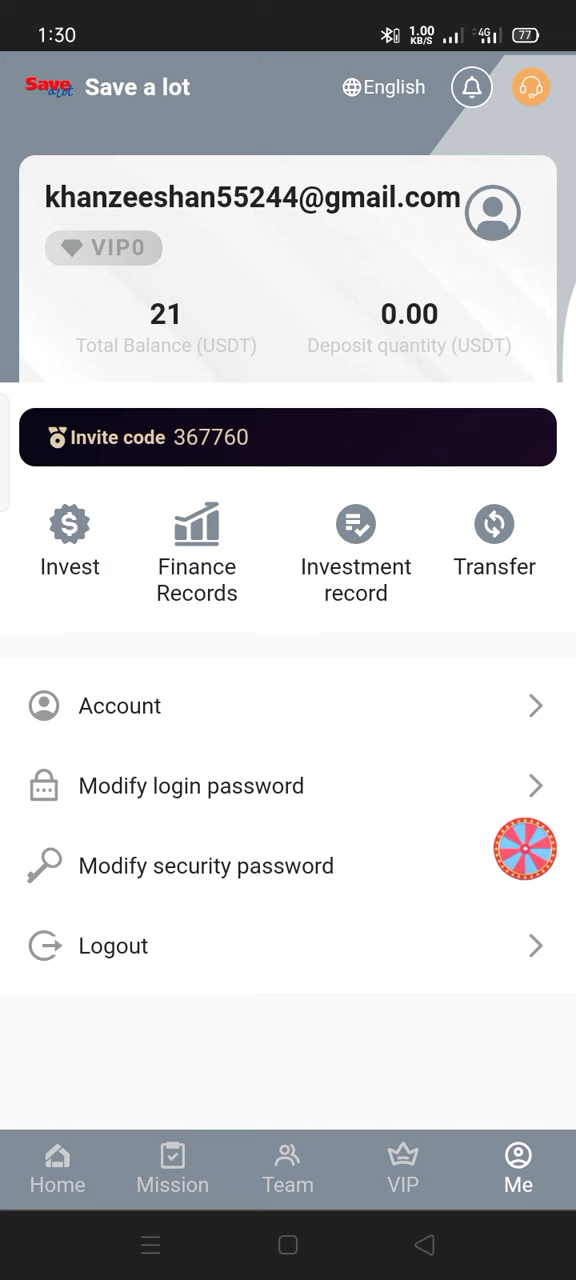 1:30
1.00
KB/S
4G
77
Save
a lot
Save a lot
English
khanzeeshan55244@gmail.com
VIP0
21
0.00
Total Balance (USDT)
Deposit quantity (USDT)
Invite code 367760
Invest
Finance
Records
Investment
record
Transfer
Account
Modify login password
Modify security password
Logout
Home
Mission
Team
VIP
Me